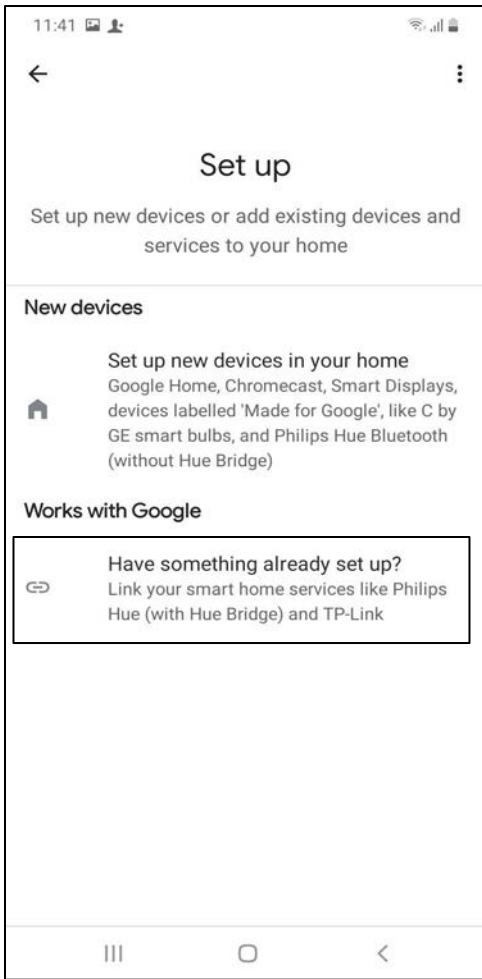 11:41
Set up
Set up new devices or add existing devices and
services to your home
New devices
Set up new devices in your home
Google Home, Chromecast, Smart Displays,
devices labelled 'Made for Google', like C by
GE smart bulbs, and Philips Hue Bluetooth
(without Hue Bridge)
Works with Google
Have something already set up?
Link your smart home services like Philips
Hue (with Hue Bridge) and TP-Link